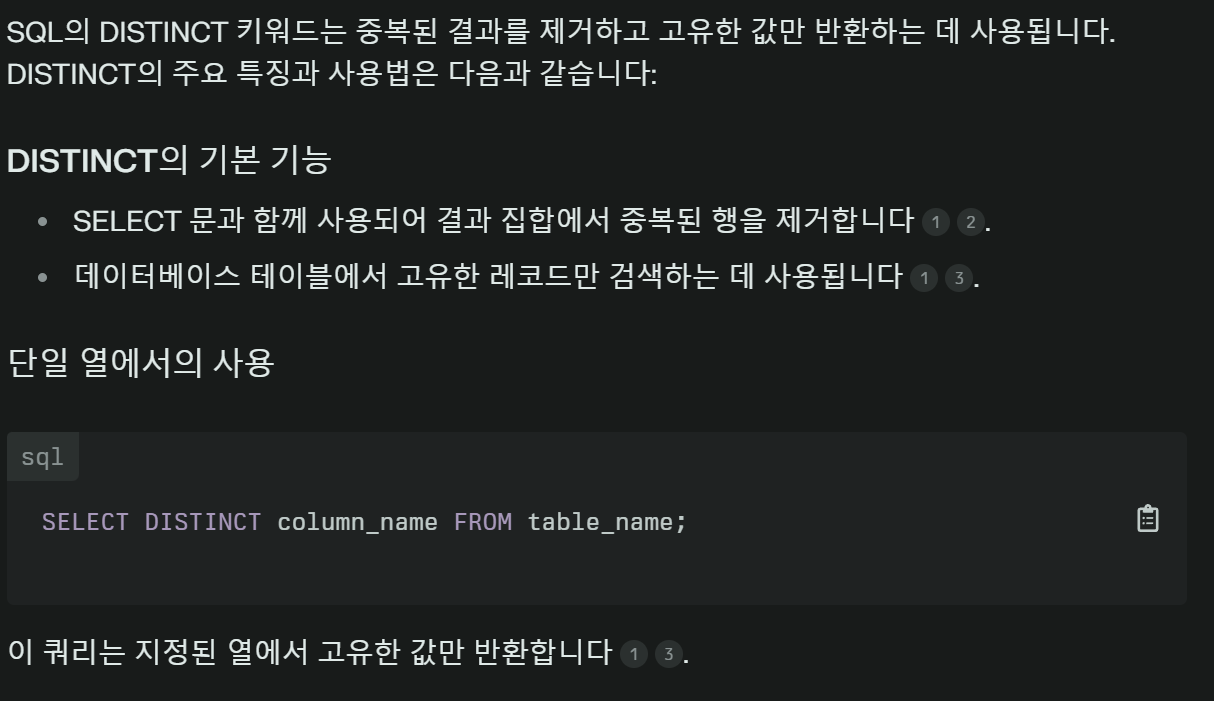 SQL의 DISTINCT 키워드는 중복된 결과를 제거하고 고유한 값만 반환하는 데 사용됩니다.
DISTINCT의 주요 특징과 사용법은 다음과 같습니다:
DISTINCT의 기본 기능
• SELECT 문과 함께 사용되어 결과 집합에서 중복된 행을 제거합니다 1 2.
• 데이터베이스 테이블에서 고유한 레코드만 검색하는 데 사용됩니다 1 3.
단일 열에서의 사용
sql
SELECT DISTINCT column_name FROM table_name;
이 쿼리는 지정된 열에서 고유한 값만 반환합니다 1 3.